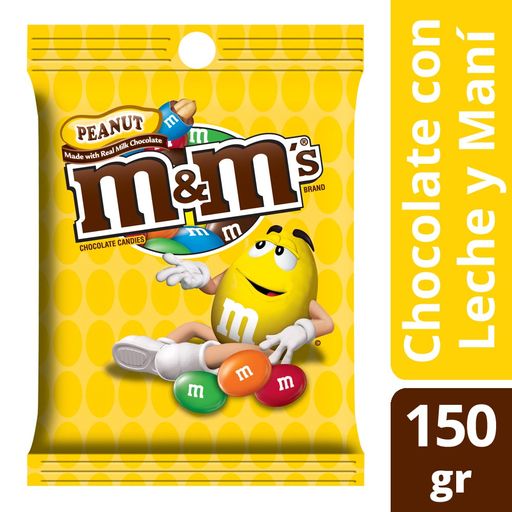 PEANUT
Made with Real Milk Chocolate
m&m's®
BRAND
CHOCOLATE CANDIES
m
m
m
m
m
m
m
m
Chocolate con
Leche y Maní
150
gr